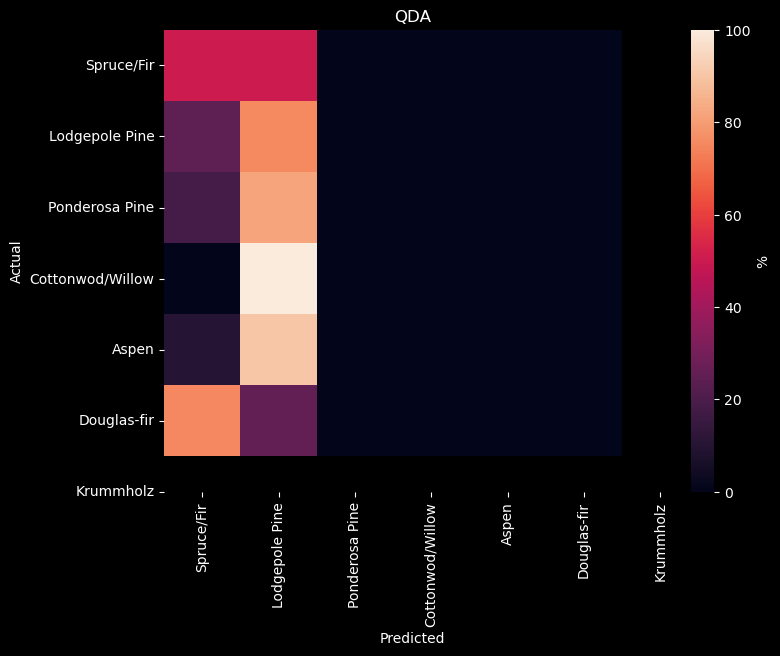 QDA
Actual
Spruce/Fir
Lodgepole Pine
Ponderosa Pine
Cottonwod/Willow
Aspen
Douglas-fir
Krummholz
Spruce/Fir
Lodgepole Pine
Ponderosa Pine
Cottonwod/Willow
Aspen
Douglas-fir
Krummholz
Predicted
100
80
60
40
20
0
%